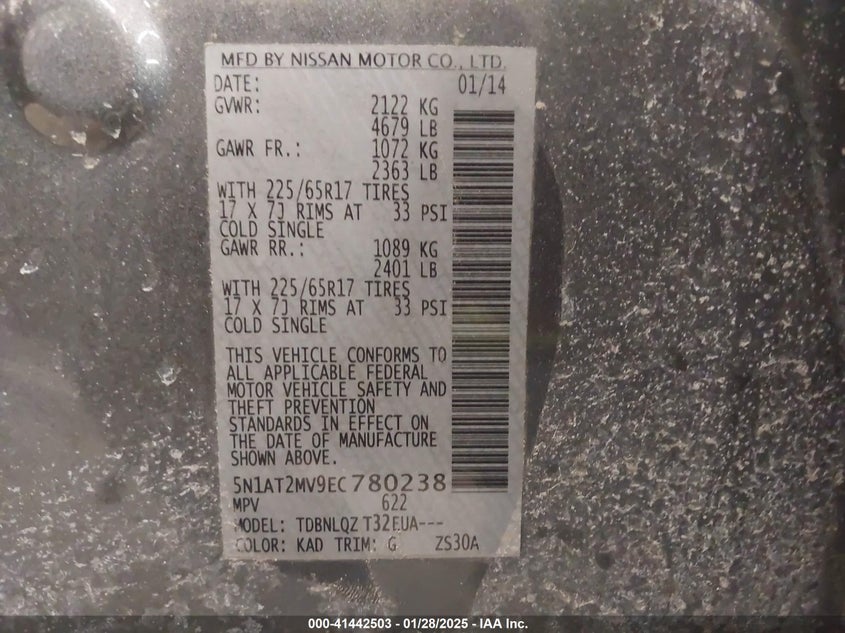 MFD BY NISSAN MOTOR CO., LTD.
DATE: 01/14
GVWR: 2122 KG
4679 LB
GAWR FR.: 1072 KG
2363 LB
WITH 225/65R17 TIRES
17 X 7J RIMS AT 33 PSI
COLD SINGLE
GAWR RR.: 1089 KG
2401 LB
WITH 225/65R17 TIRES
17 X 7J RIMS AT 33 PSI
COLD SINGLE
THIS VEHICLE CONFORMS TO
ALL APPLICABLE FEDERAL
MOTOR VEHICLE SAFETY AND
THEFT PREVENTION
STANDARDS IN EFFECT ON
THE DATE OF MANUFACTURE
SHOWN ABOVE.
5N1AT2MV9EC780238
MPV 622
MODEL: TDBNLQZ T32EUA---
COLOR: KAD TRIM: G ZS30A
000-41442503 - 01/28/2025 - IAA Inc.